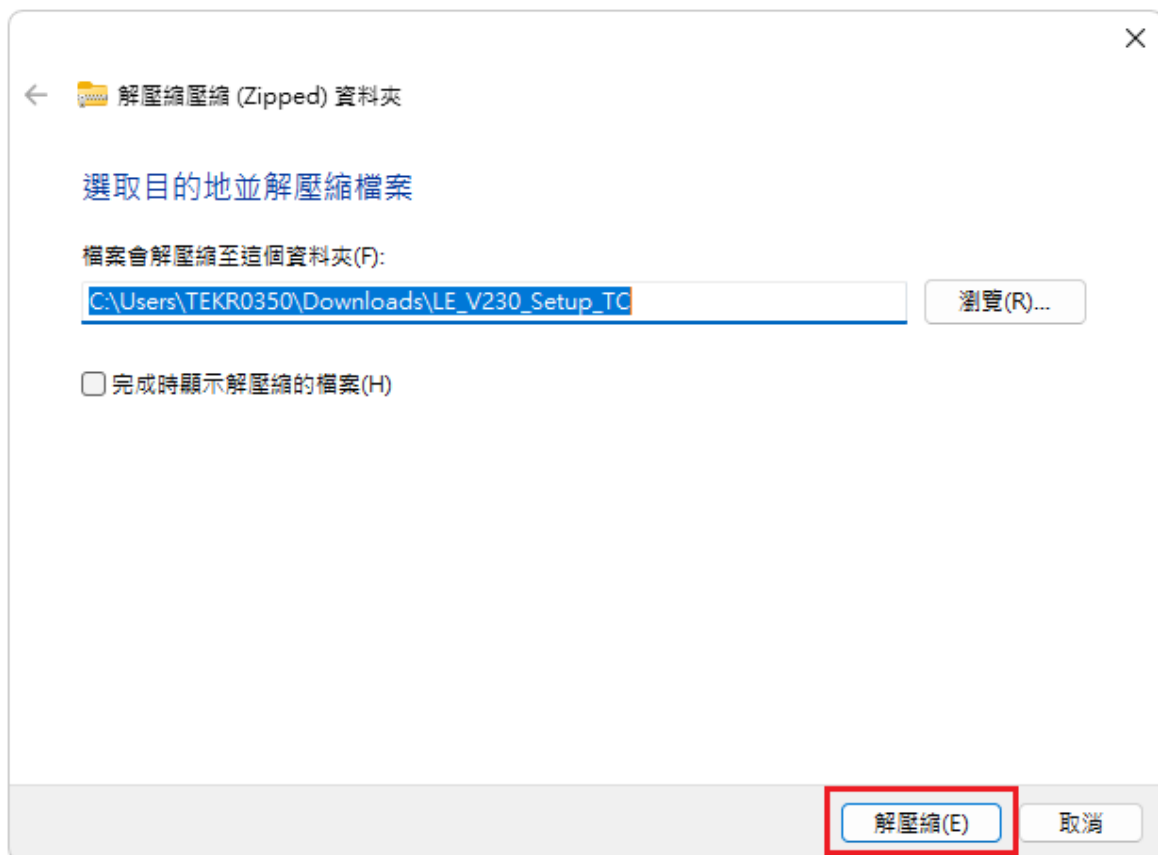 解壓縮壓縮 (Zipped) 資料夾
選取目的地並解壓縮檔案
檔案會解壓縮至這個資料夾(F):
C:\Users\TEKR0350\Downloads\LE_V230_Setup_TC
瀏覽(R)...
完成時顯示解壓縮的檔案(H)
解壓縮(E)
取消